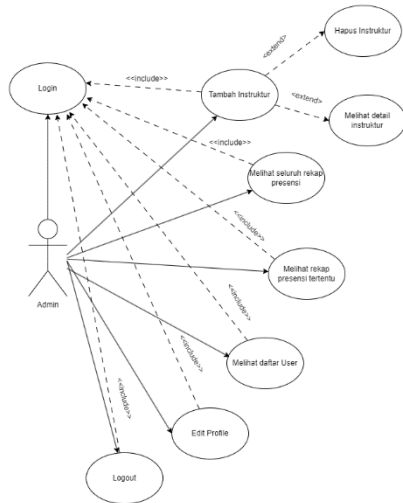 Hapus Instruktur
<extend>
Login
<<include>>
Tambah Instruktur
<extend>
Melihat detail
instruktur
<<include>>
Melihat seluruh rekap
presensi
<<include>>
Melihat rekap
presensi tertentu
Admin
<<include>>
Melihat daftar User
<<include>>
<<include>>
Edit Profile
Logout